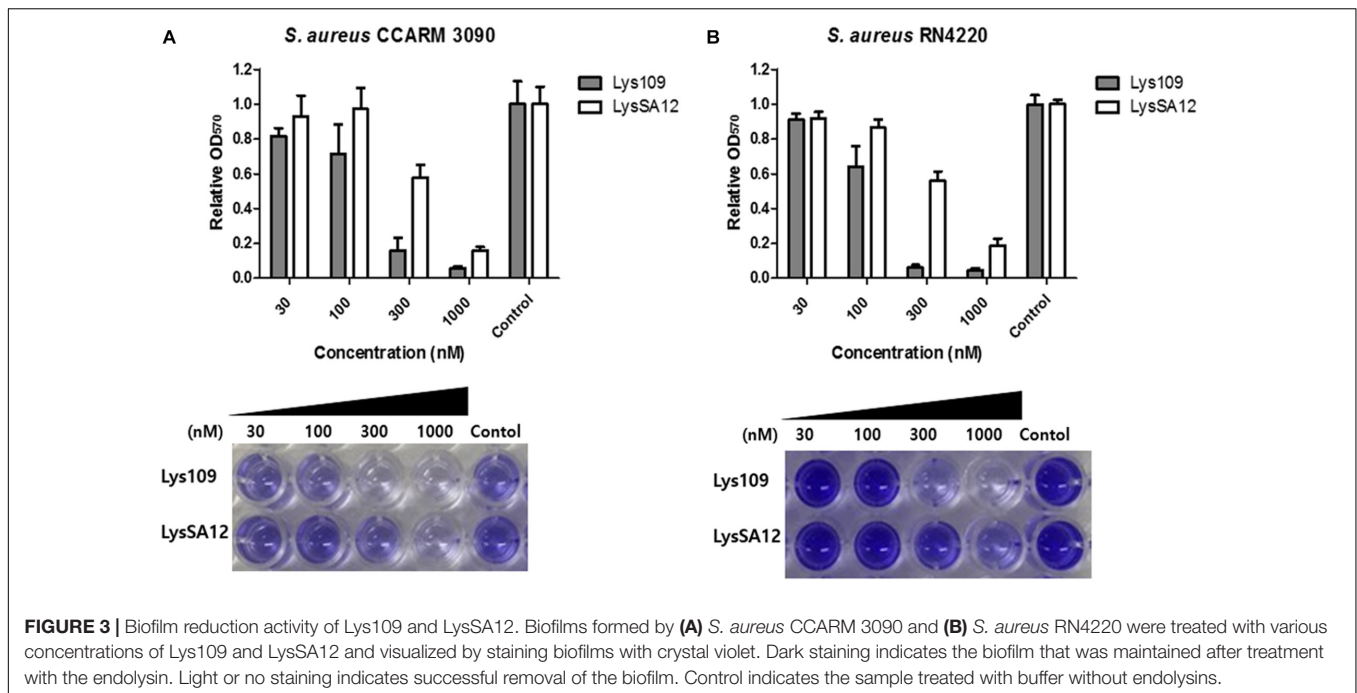 A
S. aureus CCARM 3090
1.2
1.0
0.8
0.6
0.4
0.2
0.0
Relative OD570
Lys109
LysSA12
30
100
300
1000
Control
Concentration (nM)
(nM) 30 100 300 1000 Contol
Lys109
LysSA12
B
S. aureus RN4220
1.2
1.0
0.8
0.6
0.4
0.2
0.0
Relative OD570
Lys109
LysSA12
30
100
300
1000
Control
Concentration (nM)
(nM) 30 100 300 1000 Contol
Lys109
LysSA12
FIGURE 3 | Biofilm reduction activity of Lys109 and LysSA12. Biofilms formed by (A) S. aureus CCARM 3090 and (B) S. aureus RN4220 were treated with various
concentrations of Lys109 and LysSA12 and visualized by staining biofilms with crystal violet. Dark staining indicates the biofilm that was maintained after treatment
with the endolysin. Light or no staining indicates successful removal of the biofilm. Control indicates the sample treated with buffer without endolysins.